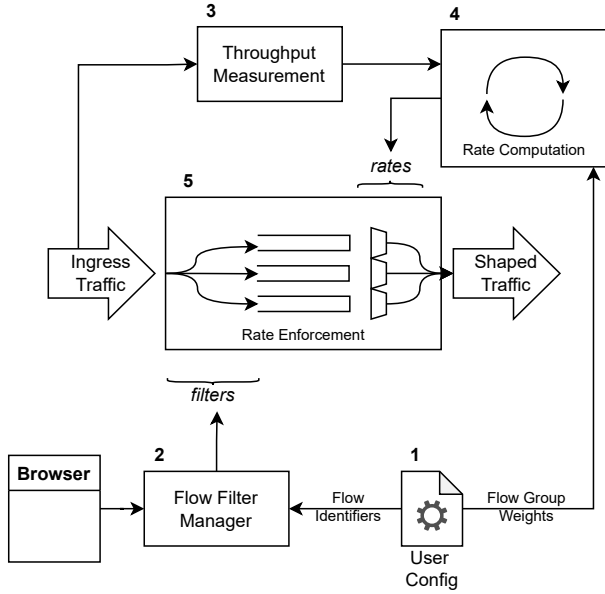 3
4
Throughput
Measurement
Rate Computation
rates
5
Ingress
Traffic
Shaped
Traffic
Rate Enforcement
filters
2
1
Browser
Flow Filter
Manager
Flow
Identifiers
Flow Group
Weights
User
Config